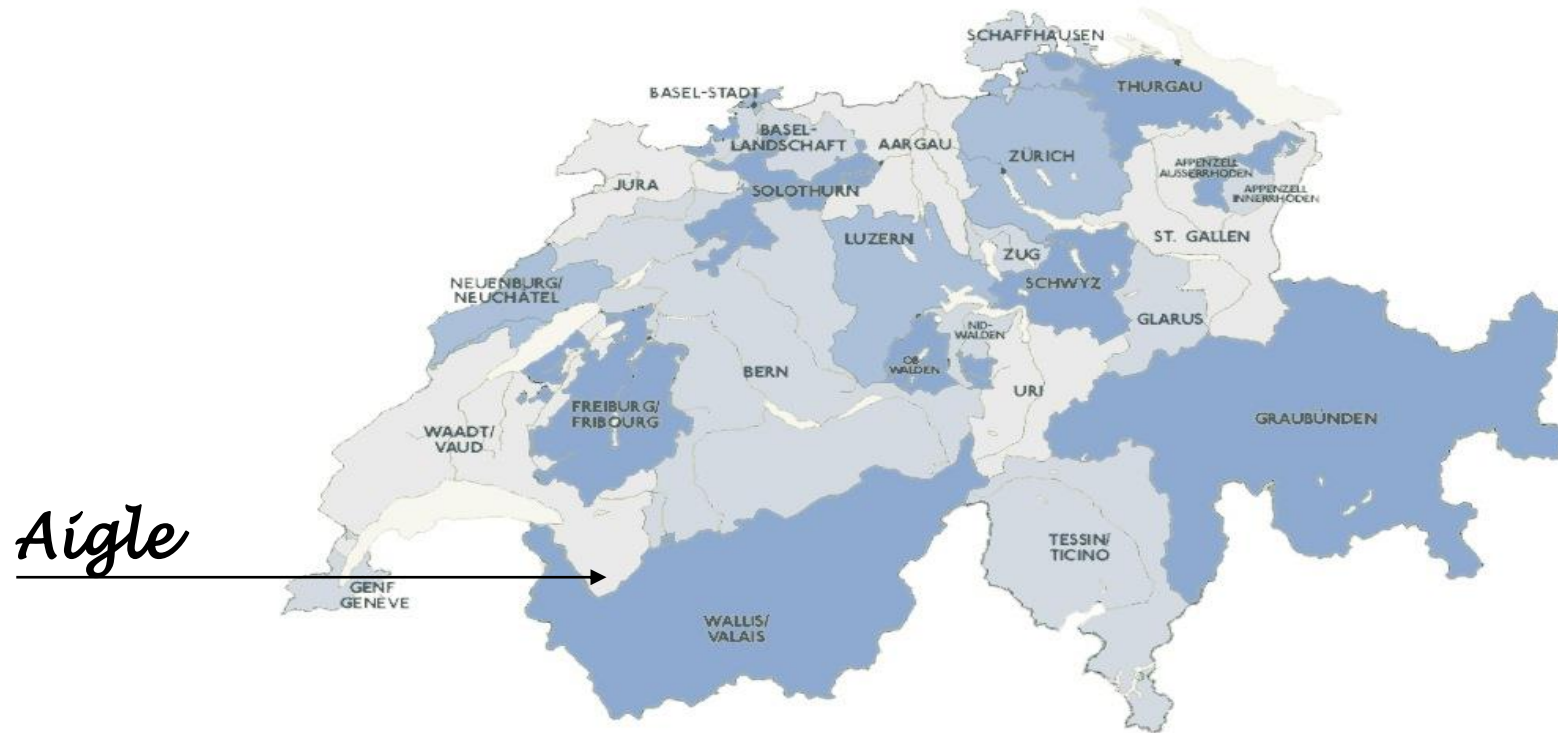 SCHAFFHAUSEN
THURGAU
BASEL-STADT
BASEL-
LANDSCHAFT
AARGAU
ZÜRICH
APPENZELL
AUSSERRHODEN
APPENZELL
INNERRHODEN
JURA
SOLOTHURN
LUZERN
ZUG
ST. GALLEN
NEUENBURG/
NEUCHÂTEL
SCHWYZ
GLARUS
NID-
WALDEN
OB
WALDEN
BERN
URI
FREIBURG/
FRIBOURG
GRAUBÜNDEN
WAADT/
VAUD
Aigle
TESSIN/
TICINO
GENF
GENÈVE
WALLIS/
VALAIS